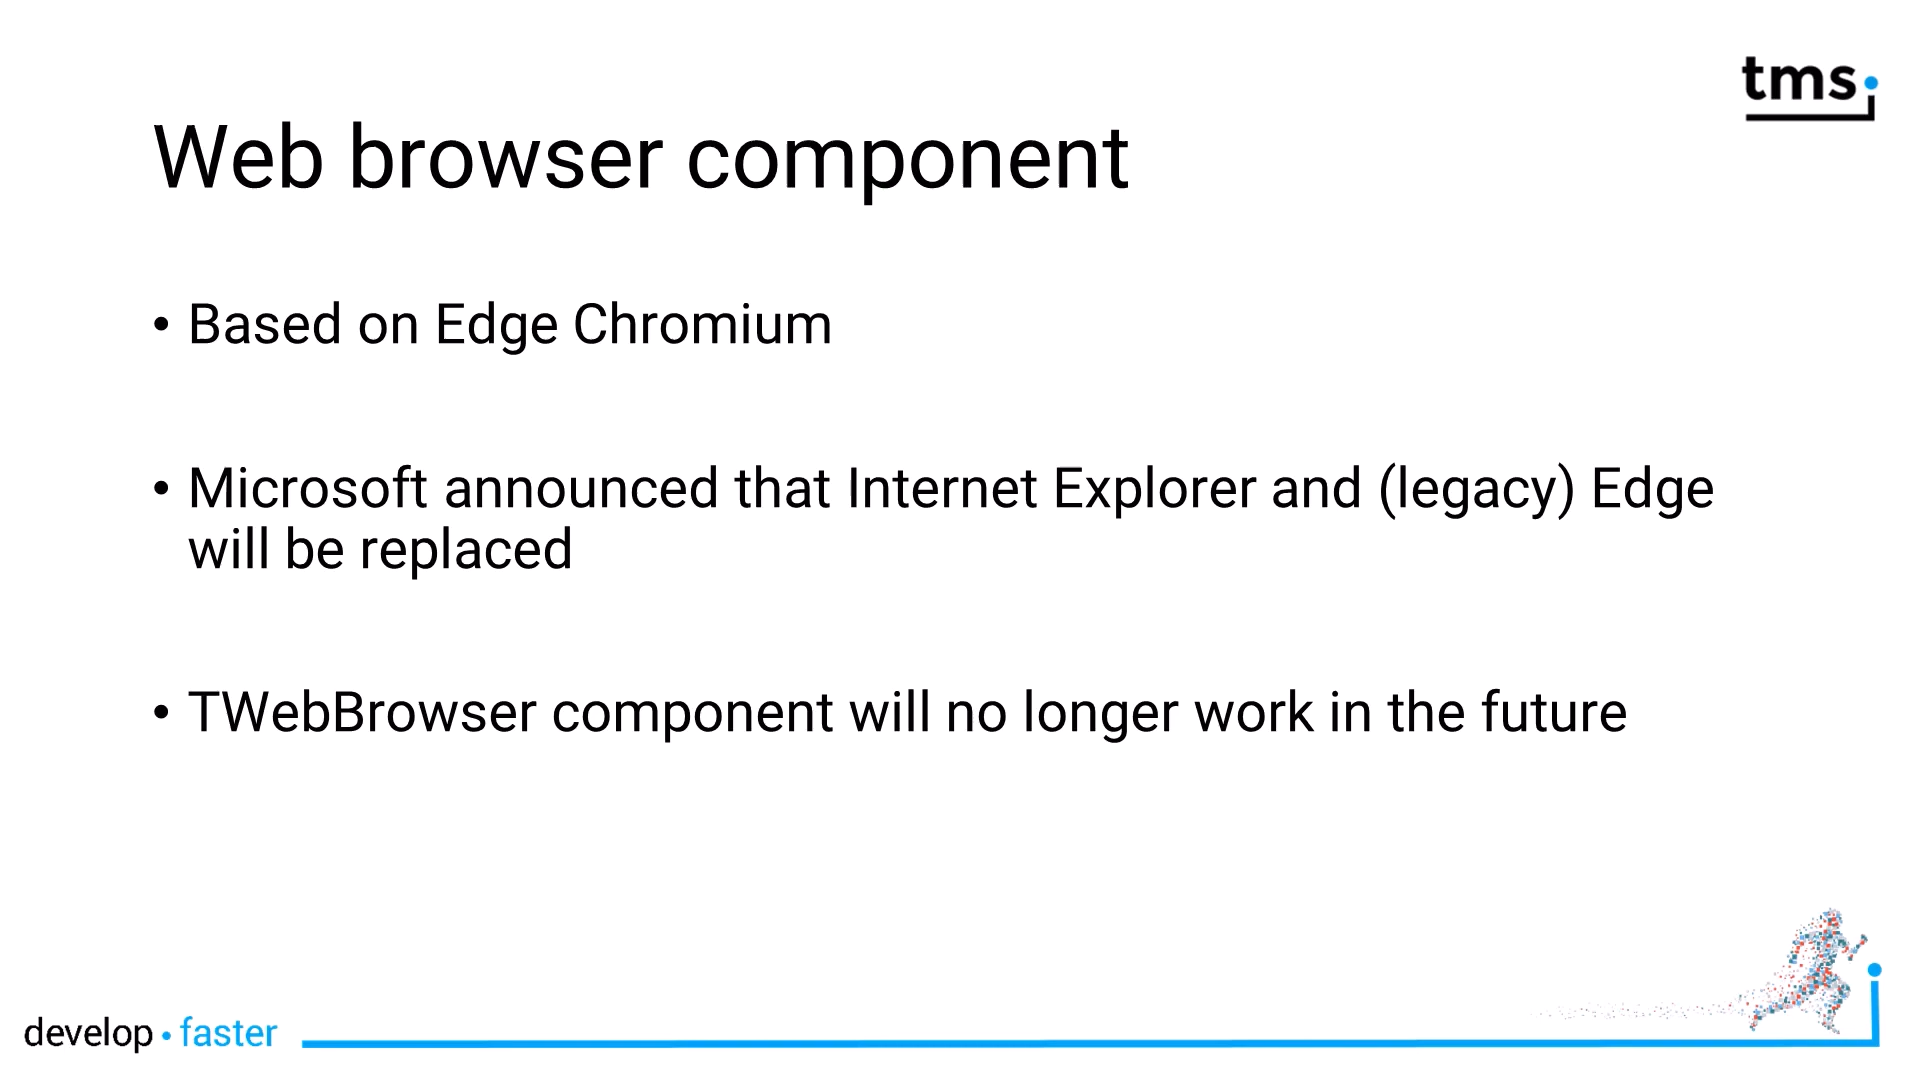 tms
Web browser component
• Based on Edge Chromium
• Microsoft announced that Internet Explorer and (legacy) Edge
will be replaced
• TWebBrowser component will no longer work in the future
develop • faster